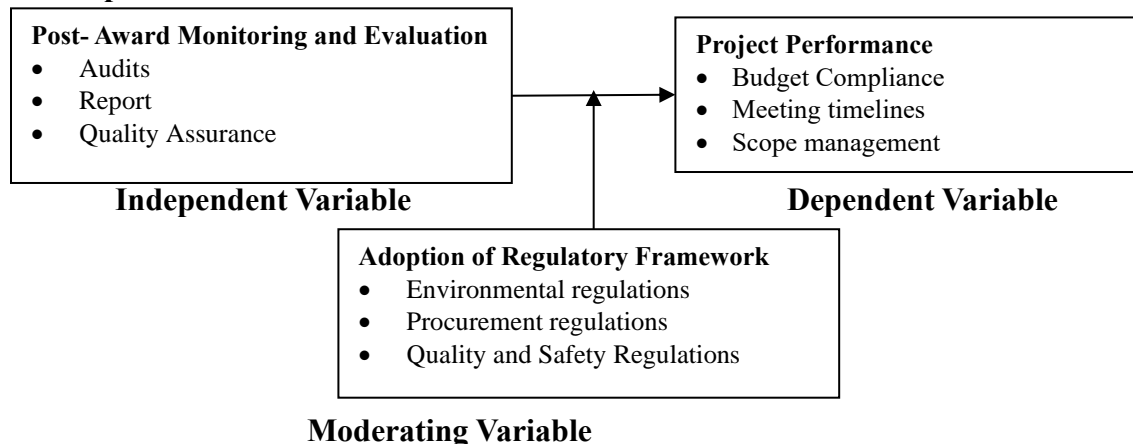 Post- Award Monitoring and Evaluation
• Audits
• Report
• Quality Assurance
Independent Variable
Project Performance
• Budget Compliance
• Meeting timelines
• Scope management
Dependent Variable
Adoption of Regulatory Framework
• Environmental regulations
• Procurement regulations
• Quality and Safety Regulations
Moderating Variable